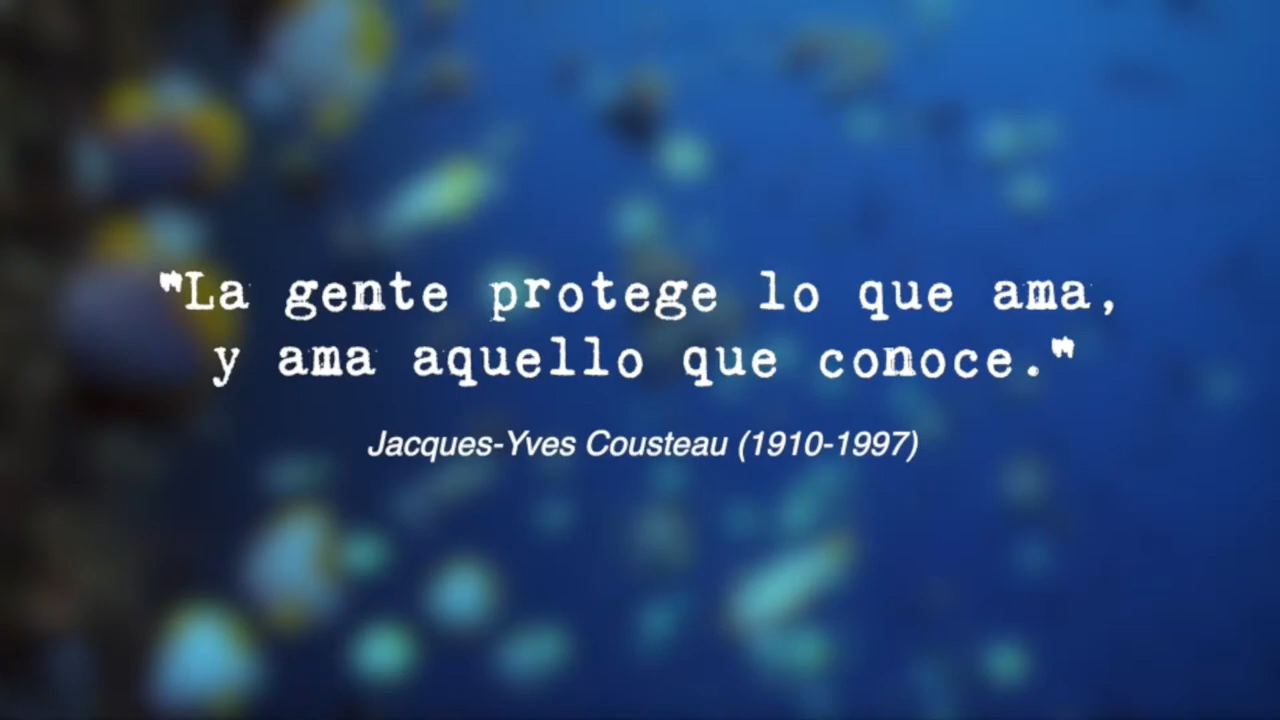 "La gente protege lo que ama,
y ama aquello que conoce."
Jacques-Yves Cousteau (1910-1997)